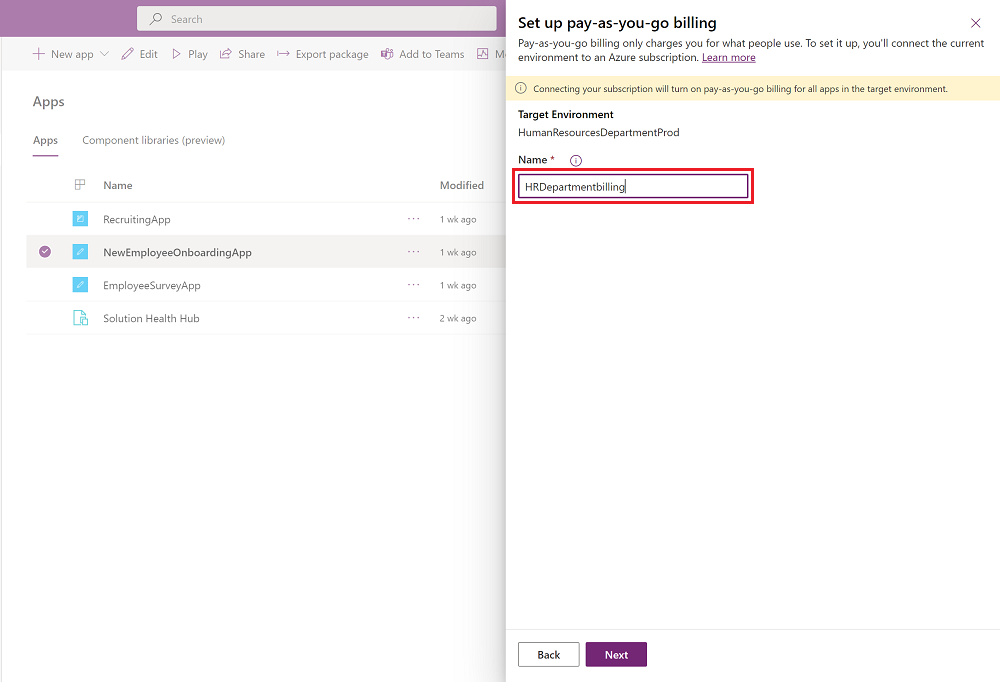 Search
New app Edit Play Share Export package Add to Teams
Apps
Apps Component libraries (preview)
Name Modified
RecruitingApp ... 1 wk ago
NewEmployeeOnboardingApp ... 1 wk ago
EmployeeSurveyApp ... 1 wk ago
Solution Health Hub ... 2 wk ago
Set up pay-as-you-go billing
Pay-as-you-go billing only charges you for what people use. To set it up, you'll connect the current
environment to an Azure subscription. Learn more
Connecting your subscription will turn on pay-as-you-go billing for all apps in the target environment.
Target Environment
HumanResourcesDepartmentProd
Name *
HRDepartmentbilling
Back Next